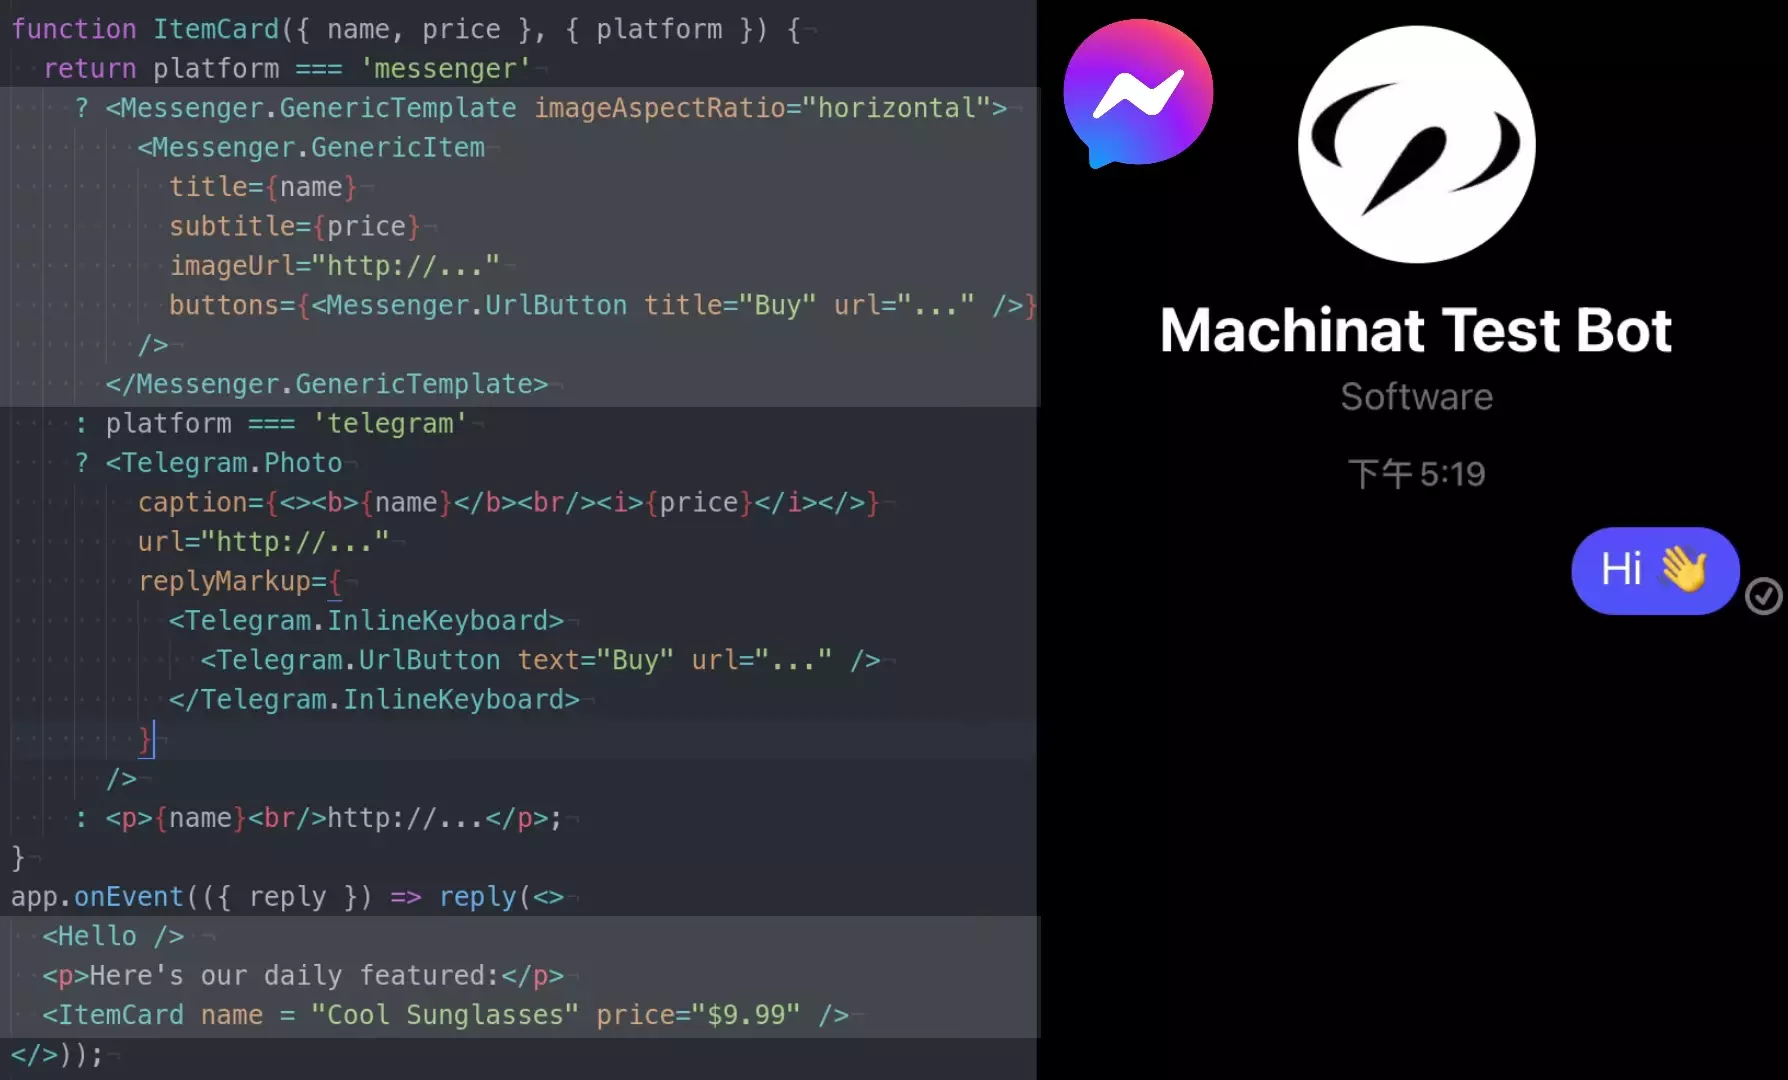 function ItemCard({ name, price }, { platform }) {
return platform === 'messenger'
? <Messenger.GenericTemplate imageAspectRatio="horizontal">
<Messenger.GenericItem
title={name}
subtitle={price}
imageUrl="http://..."
buttons={<Messenger.UrlButton title="Buy" url="..." />}
/>
</Messenger.GenericTemplate>
: platform === 'telegram'
? <Telegram.Photo
caption={<><b>{name}</b><br/><i>{price}</i></>}
url="http://..."
replyMarkup={
<Telegram.InlineKeyboard>
<Telegram.UrlButton text="Buy" url="..." />
</Telegram.InlineKeyboard>
}
/>
: <p>{name}<br/>http://...</p>;
}
app.onEvent(({ reply }) => reply(<>
<Hello />
<p>Here's our daily featured:</p>
<ItemCard name = "Cool Sunglasses" price="$9.99" />
</>));
Machinat Test Bot
Software
下午 5:19
Hi 👋